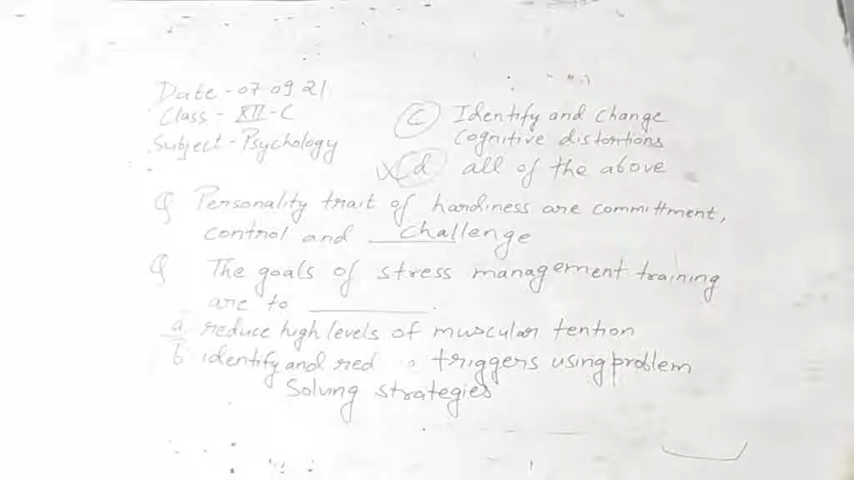 Date - 07 09 21
Class - XII - C
Subject - Psychology
c Identify and change
cognitive distortions
d all of the above
Q Personality trait of hardiness are committment,
control and challenge
Q The goals of stress management training
are to ________.
a. reduce high levels of muscular tention
b identify and red triggers using problem
Solving strategies